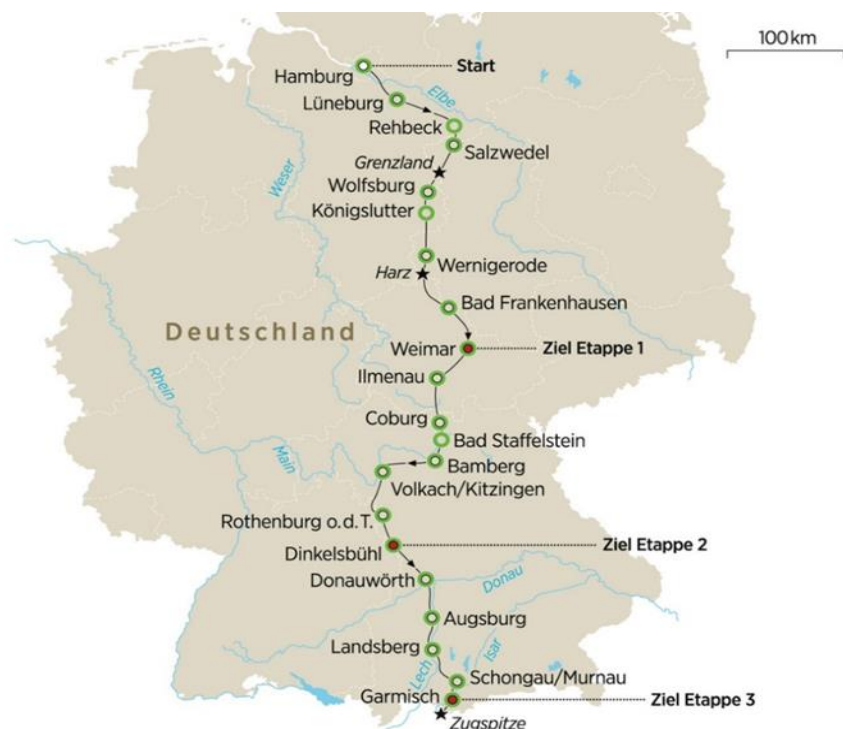 100 km
Hamburg
Start
Lüneburg
Elbe
Rehbeck
Salzwedel
Grenzland
Weser
Wolfsburg
Königslutter
Wernigerode
Harz
Bad Frankenhausen
Deutschland
Weimar
Ziel Etappe 1
Ilmenau
Rhein
Coburg
Bad Staffelstein
Main
Bamberg
Volkach/Kitzingen
Rothenburg o.d.T.
Dinkelsbühl
Ziel Etappe 2
Donauwörth
Donau
Augsburg
Landsberg
Isar
Lech
Schongau/Murnau
Garmisch
Ziel Etappe 3
Zugspitze